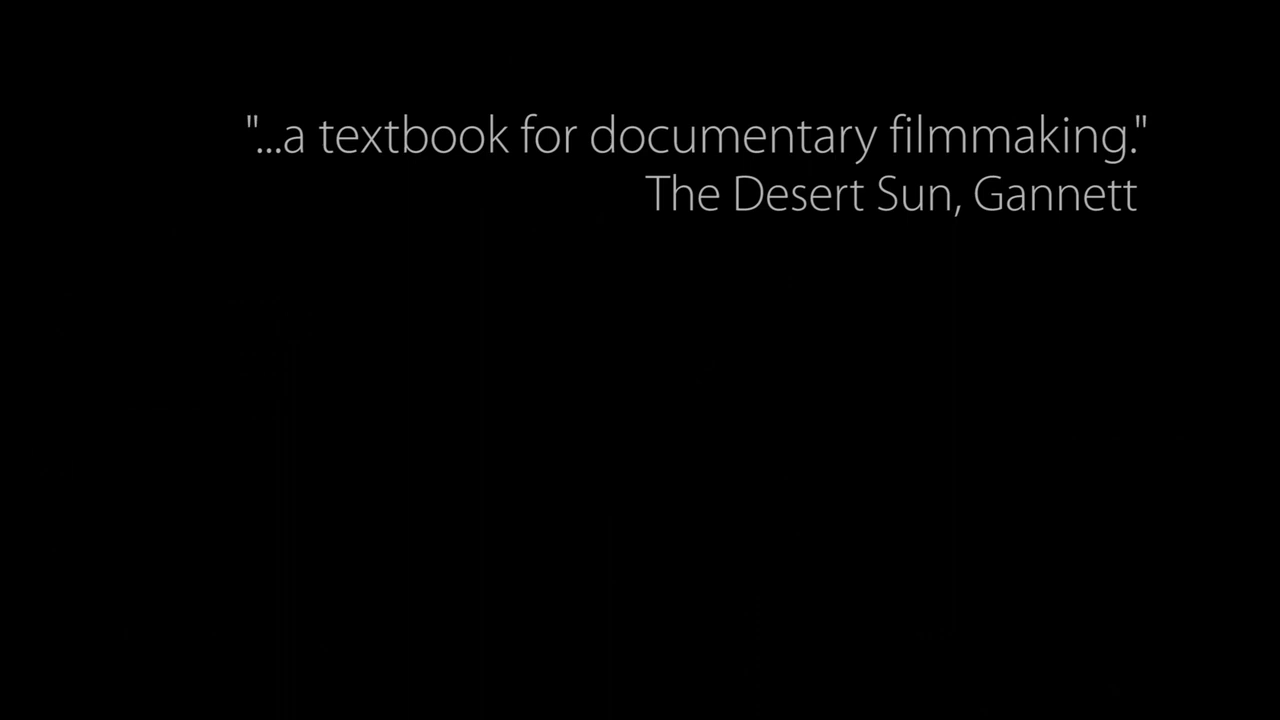 "...a textbook for documentary filmmaking."
The Desert Sun, Gannett